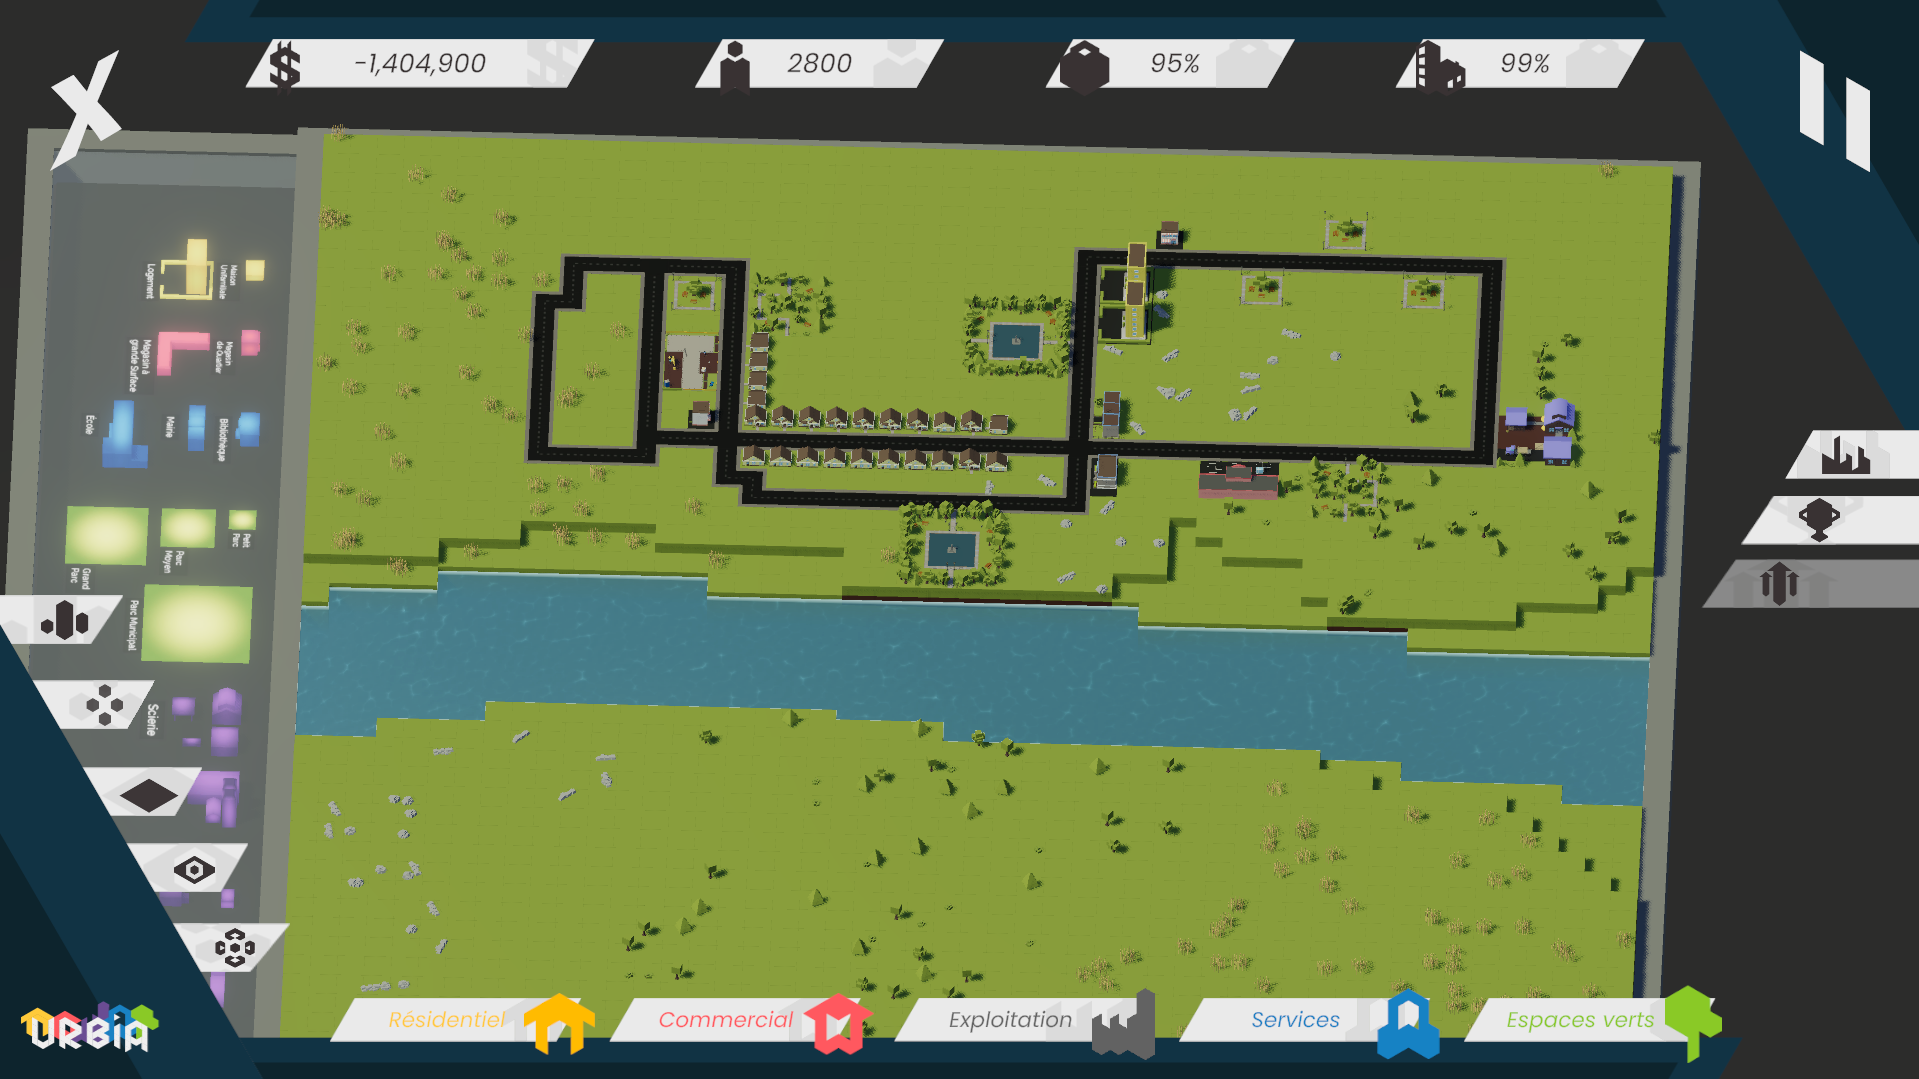 -1,404,900
2800
95%
99%
Maison
Unifamiliale
Logement
Magasin
de Quartier
Magasin à
grande Surface
Bibliothèque
Mairie
École
Petit
Parc
Parc
Moyen
Grand
Parc
Parc Municipal
Scierie
URBIA
Résidentiel
Commercial
Exploitation
Services
Espaces verts